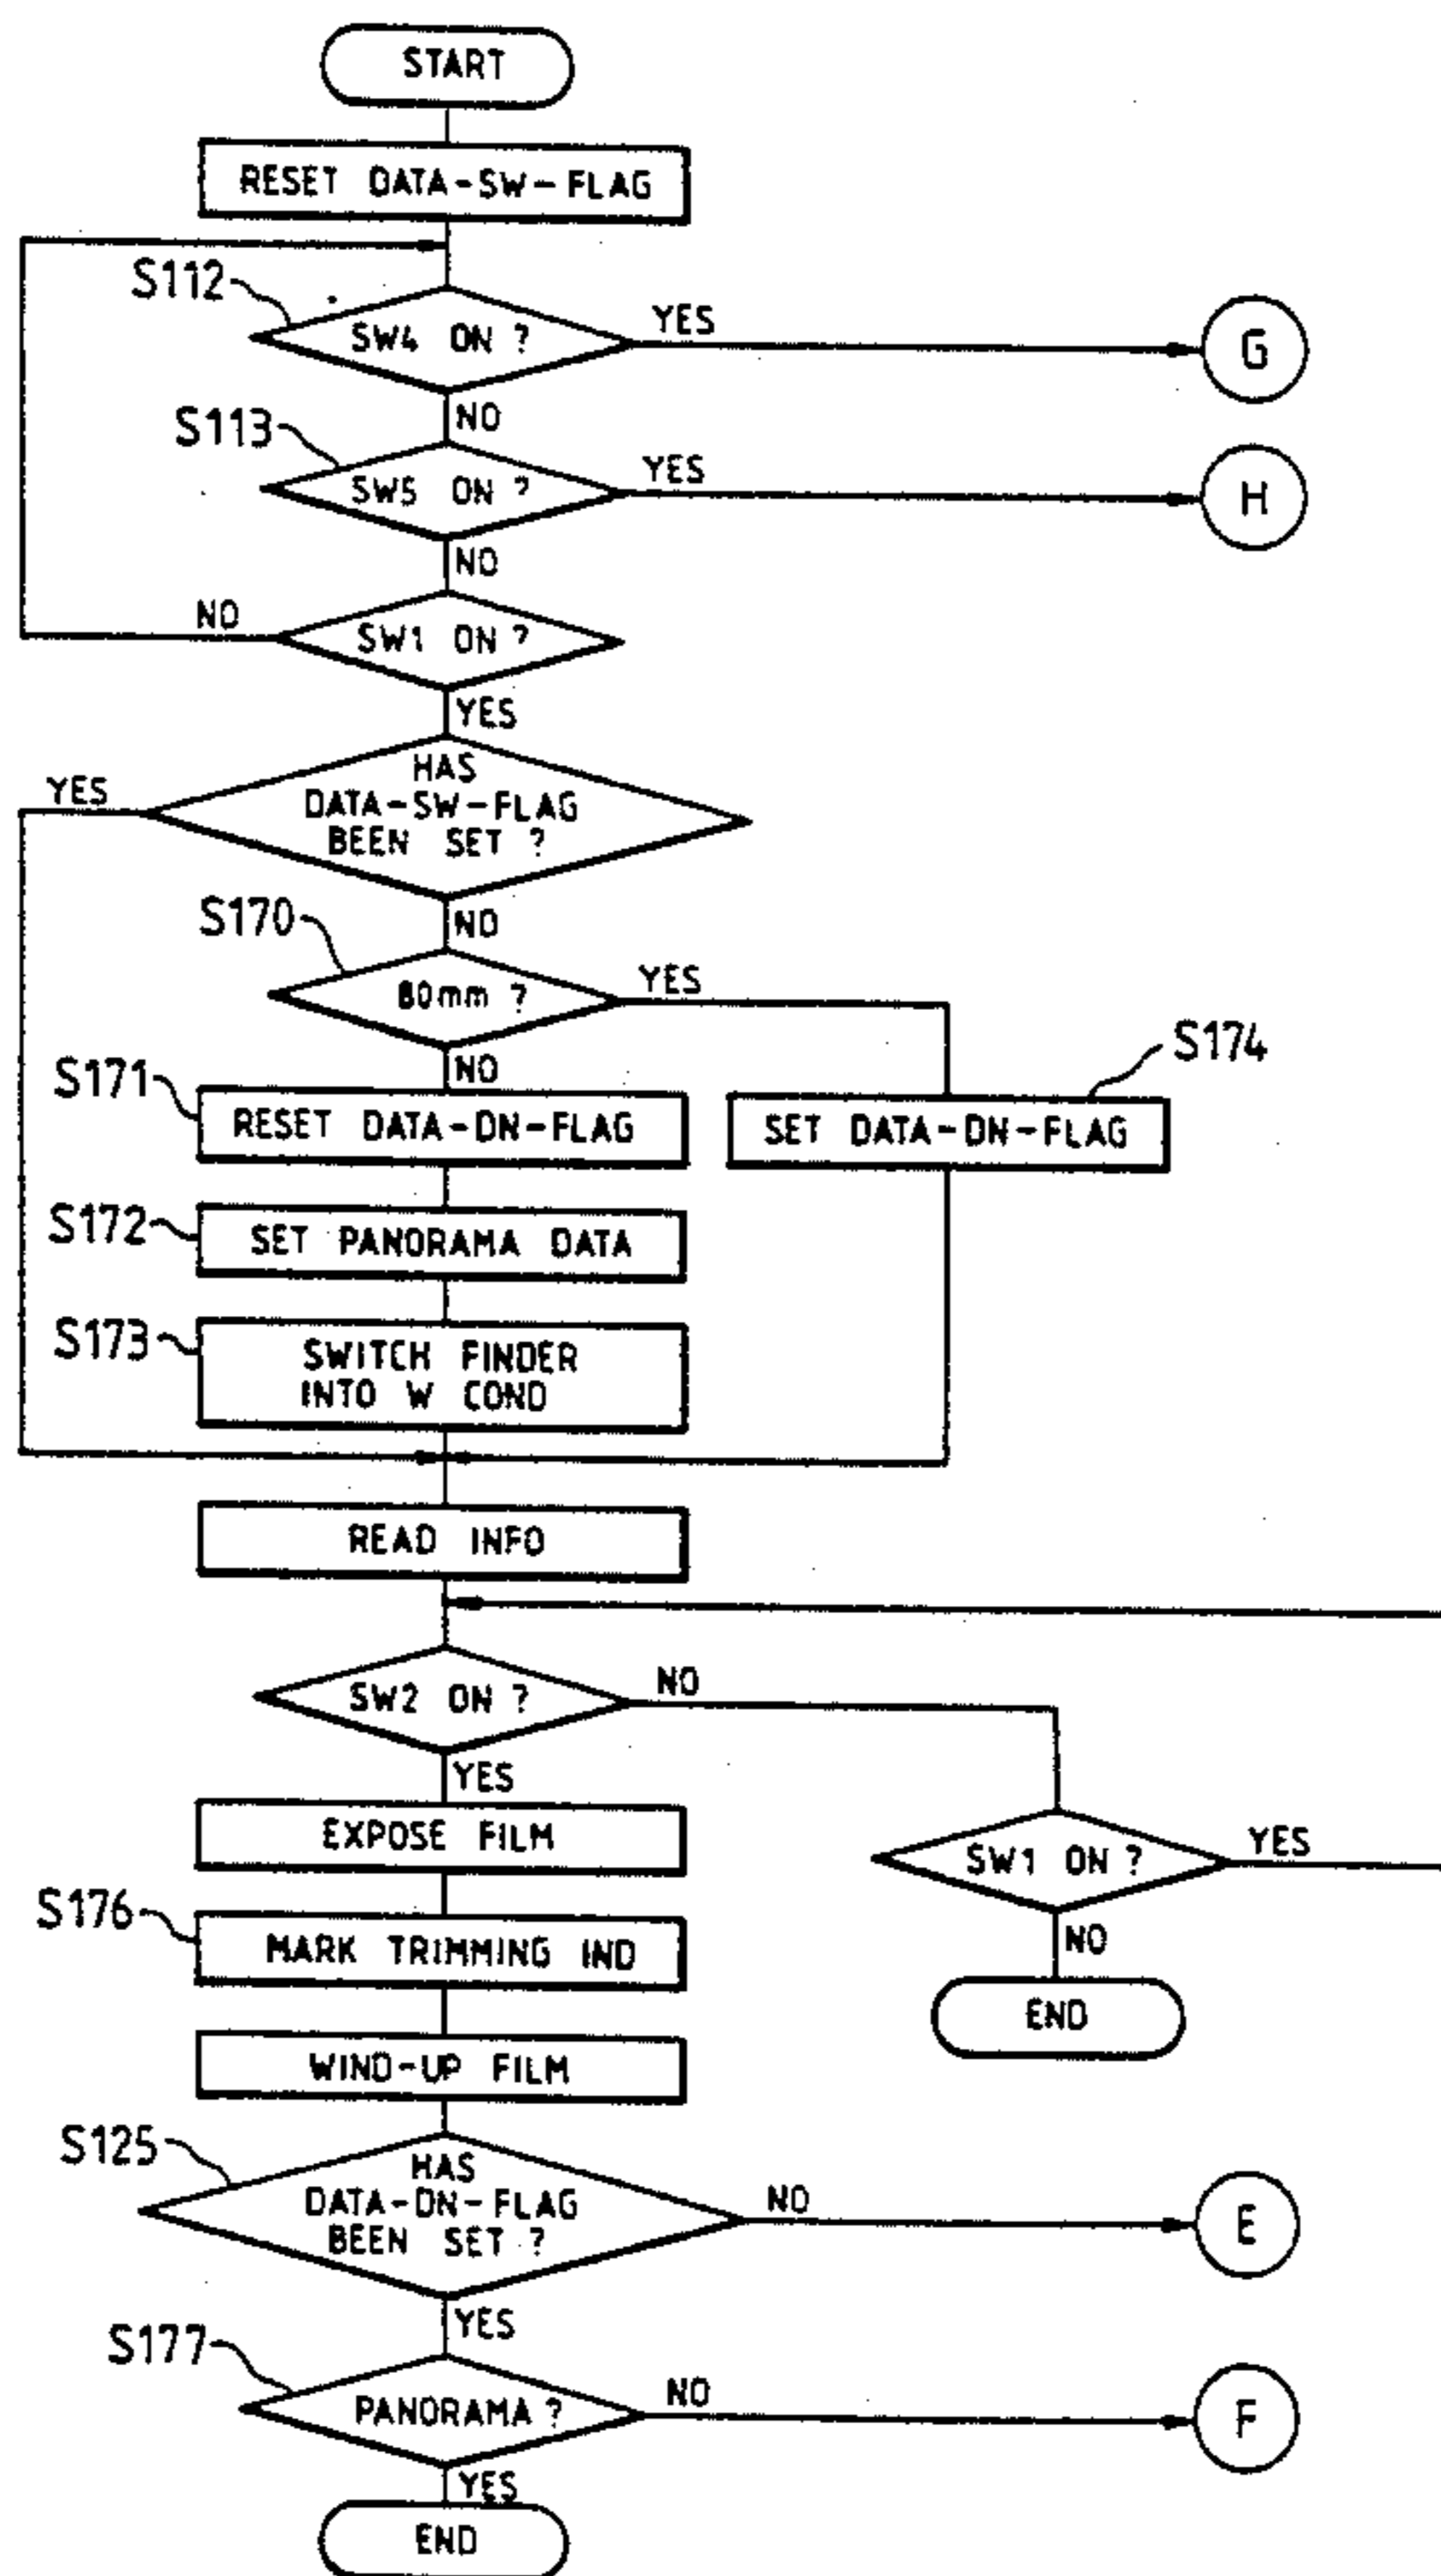 START
RESET DATA-SW-FLAG
S112
SW4 ON ?
YES
G
NO
S113
SW5 ON ?
YES
H
NO
NO
SW1 ON ?
YES
YES
HAS
DATA-SW-FLAG
BEEN SET ?
NO
S170
80mm ?
YES
NO
S171
RESET DATA-ON-FLAG
S174
SET DATA-ON-FLAG
S172
SET PANORAMA DATA
S173
SWITCH FINDER
INTO W COND
READ INFO
SW2 ON ?
NO
YES
EXPOSE FILM
SW1 ON ?
YES
NO
END
S176
MARK TRIMMING IND
WIND-UP FILM
S125
HAS
DATA-ON-FLAG
BEEN SET ?
NO
E
YES
S177
PANORAMA ?
NO
F
YES
END